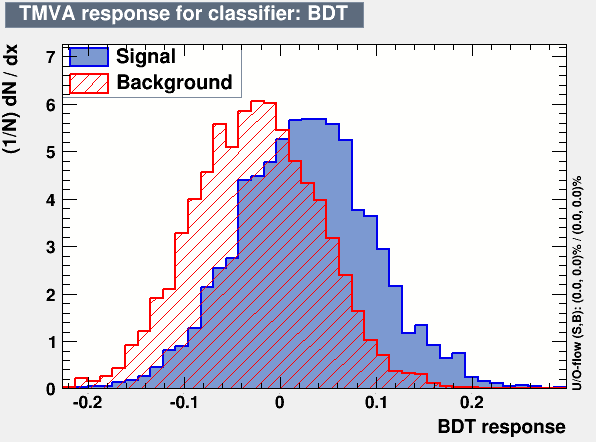 TMVA response for classifier: BDT
(1/N) dN / dx
Signal
Background
7
6
5
4
3
2
1
0
-0.2 -0.1 0 0.1 0.2
BDT response
U/O-flow (S,B): (0.0, 0.0)% / (0.0, 0.0)%